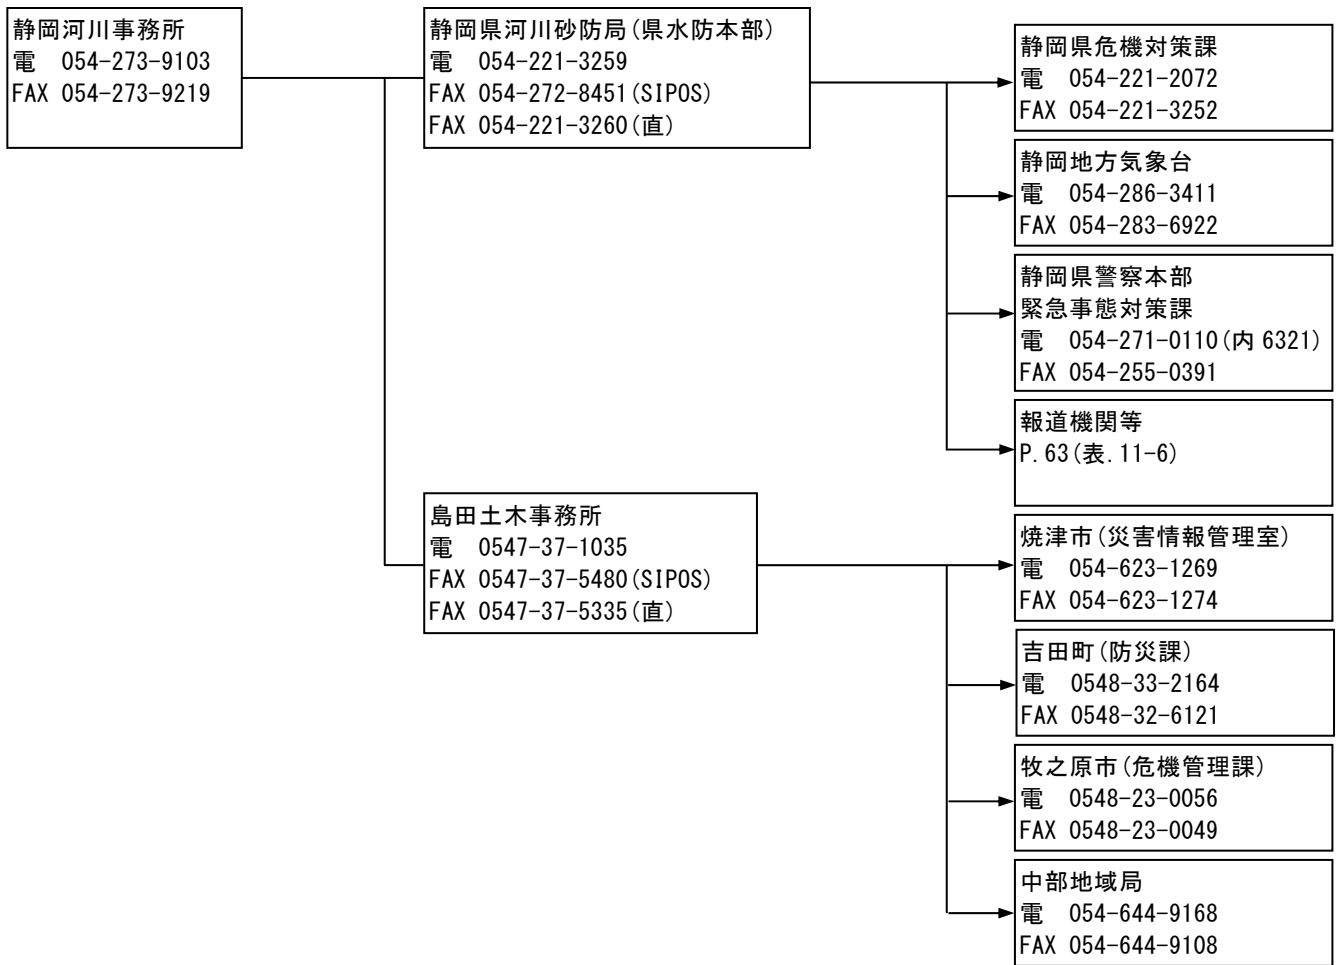 静岡河川事務所
電　054-273-9103
FAX 054-273-9219
静岡県河川砂防局(県水防本部)
電　054-221-3259
FAX 054-272-8451(SIPOS)
FAX 054-221-3260(直)
静岡県危機対策課
電　054-221-2072
FAX 054-221-3252
静岡地方気象台
電　054-286-3411
FAX 054-283-6922
静岡県警察本部
緊急事態対策課
電　054-271-0110(内 6321)
FAX 054-255-0391
報道機関等
P.63(表.11-6)
島田土木事務所
電　0547-37-1035
FAX 0547-37-5480(SIPOS)
FAX 0547-37-5335(直)
焼津市(災害情報管理室)
電　054-623-1269
FAX 054-623-1274
吉田町(防災課)
電　0548-33-2164
FAX 0548-32-6121
牧之原市(危機管理課)
電　0548-23-0056
FAX 0548-23-0049
中部地域局
電　054-644-9168
FAX 054-644-9108